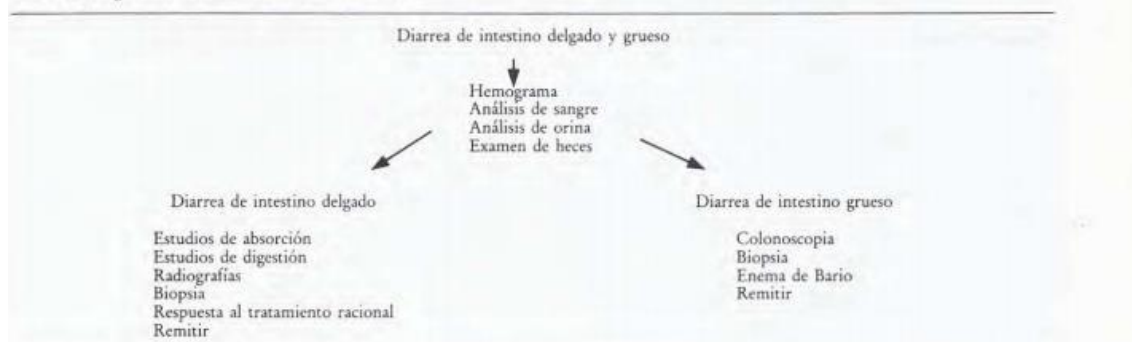 Diarrea de intestino delgado y grueso
Hemograma
Análisis de sangre
Análisis de orina
Examen de heces
Diarrea de intestino delgado
Estudios de absorción
Estudios de digestión
Radiografías
Biopsia
Respuesta al tratamiento racional
Remitir
Diarrea de intestino grueso
Colonoscopia
Biopsia
Enema de Bario
Remitir